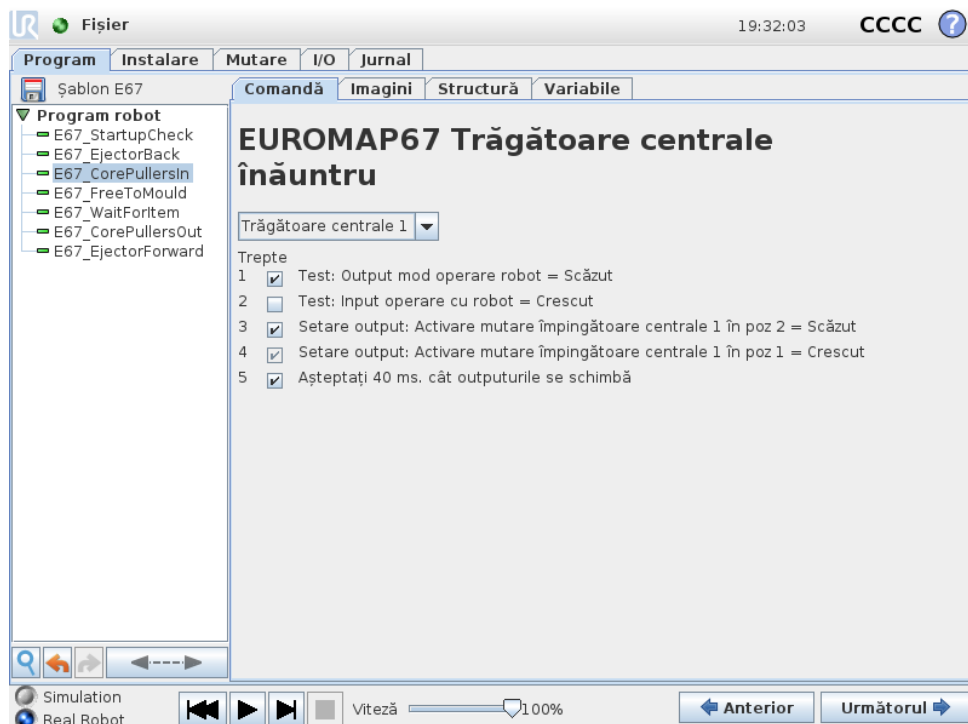 UR Fișier 19:32:03 CCCC ?
Program Instalare Mutare I/O Jurnal
Șablon E67
Comandă Imagini Structură Variabile
Program robot
E67_StartupCheck
E67_EjectorBack
E67_CorePullersIn
E67_FreeToMould
E67_WaitForItem
E67_CorePullersOut
E67_EjectorForward
EUROMAP67 Trăgătoare centrale
înăuntru
Trăgătoare centrale 1
Trepte
1 Test: Output mod operare robot = Scăzut
2 Test: Input operare cu robot = Crescut
3 Setare output: Activare mutare împingătoare centrale 1 în poz 2 = Scăzut
4 Setare output: Activare mutare împingătoare centrale 1 în poz 1 = Crescut
5 Așteptați 40 ms. cât outputurile se schimbă
Simulation
Real Robot
Viteză 100%
Anterior Următorul